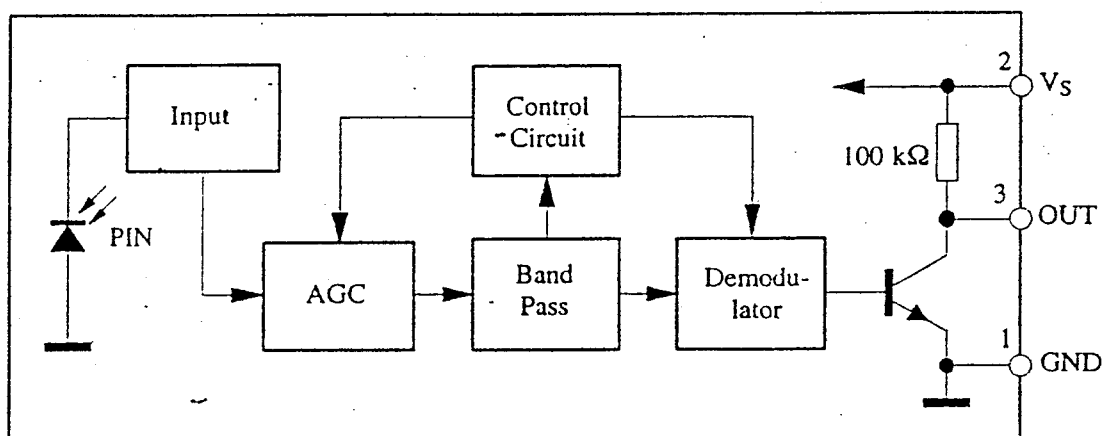 2
V_S
Input
Control
Circuit
100 kΩ
3
OUT
PIN
AGC
Band
Pass
Demodu-
lator
1
GND